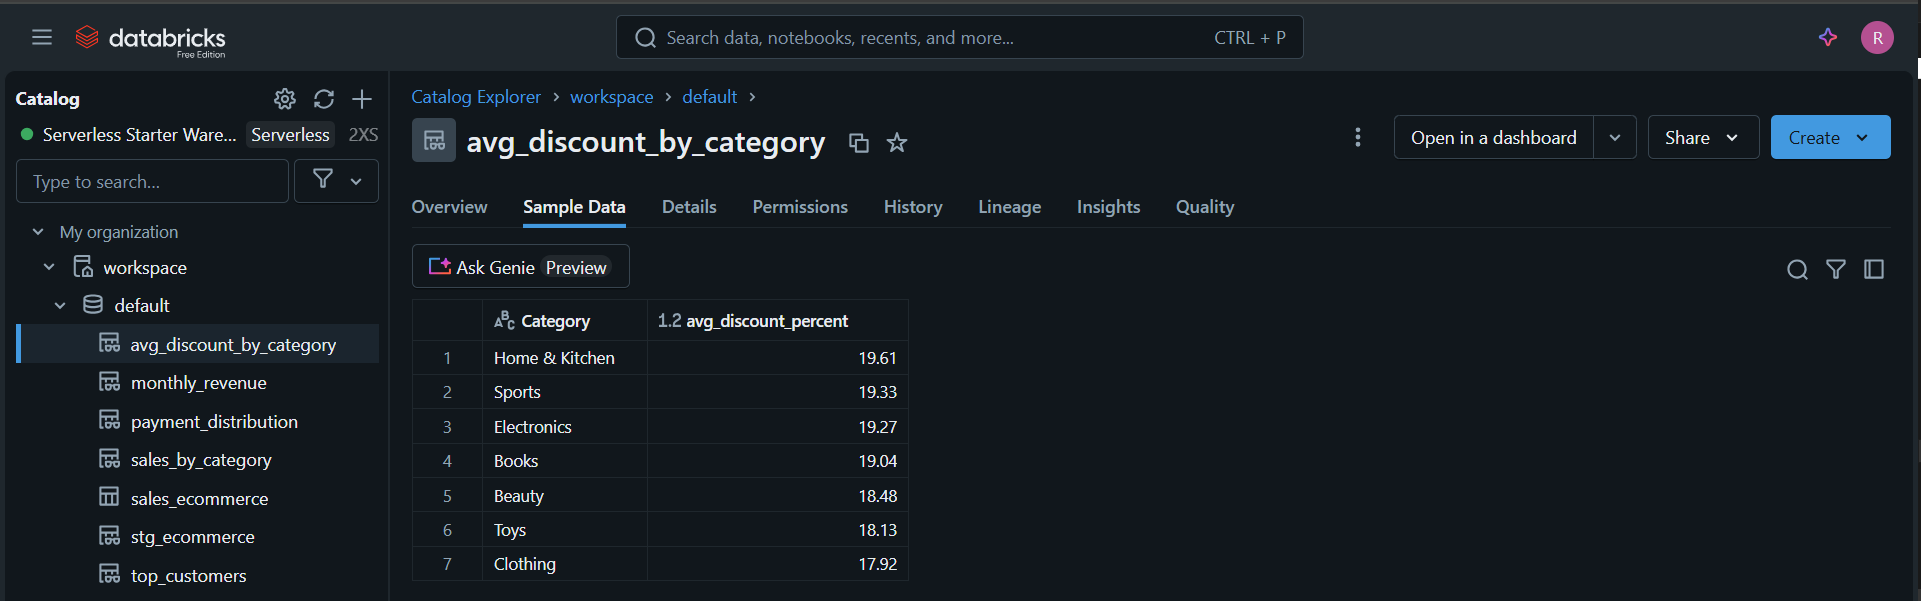 databricks
Free Edition
Search data, notebooks, recents, and more...
CTRL + P
R
Catalog
Serverless Starter Ware... Serverless 2XS
Type to search...
My organization
workspace
default
avg_discount_by_category
monthly_revenue
payment_distribution
sales_by_category
sales_ecommerce
stg_ecommerce
top_customers
Catalog Explorer > workspace > default >
avg_discount_by_category
Open in a dashboard
Share
Create
Overview Sample Data Details Permissions History Lineage Insights Quality
Ask Genie Preview
ABC Category 1.2 avg_discount_percent
1 Home & Kitchen 19.61
2 Sports 19.33
3 Electronics 19.27
4 Books 19.04
5 Beauty 18.48
6 Toys 18.13
7 Clothing 17.92